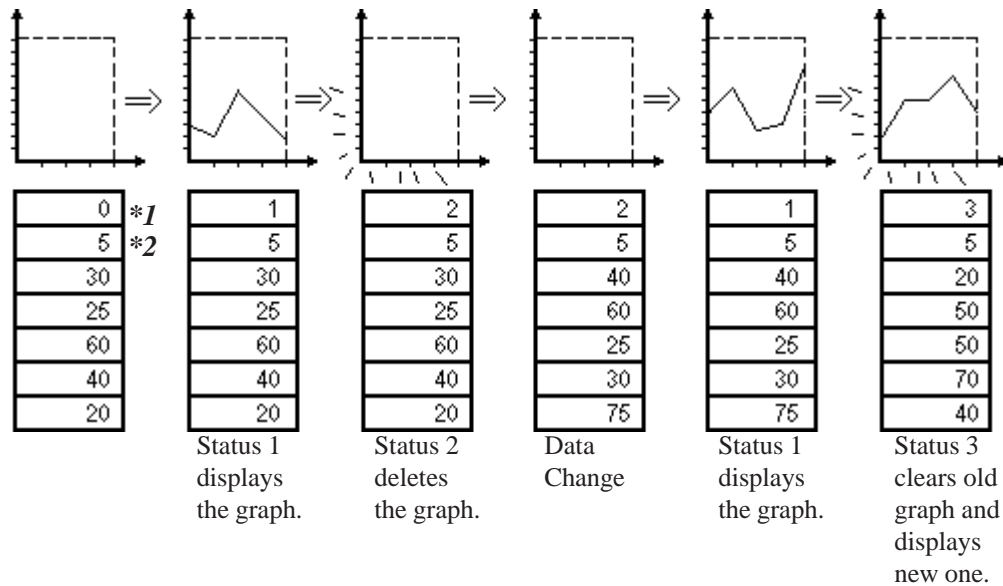 0 1 2 2 1 3
*1
5 5 5 5 5 5
*2
30 30 30 40 40 20
25 25 25 60 60 50
60 60 60 25 25 50
40 40 40 30 30 70
20 20 20 75 75 40
Status 1
displays
the graph.
Status 2
deletes
the graph.
Data
Change
Status 1
displays
the graph.
Status 3
clears old
graph and
displays
new one.